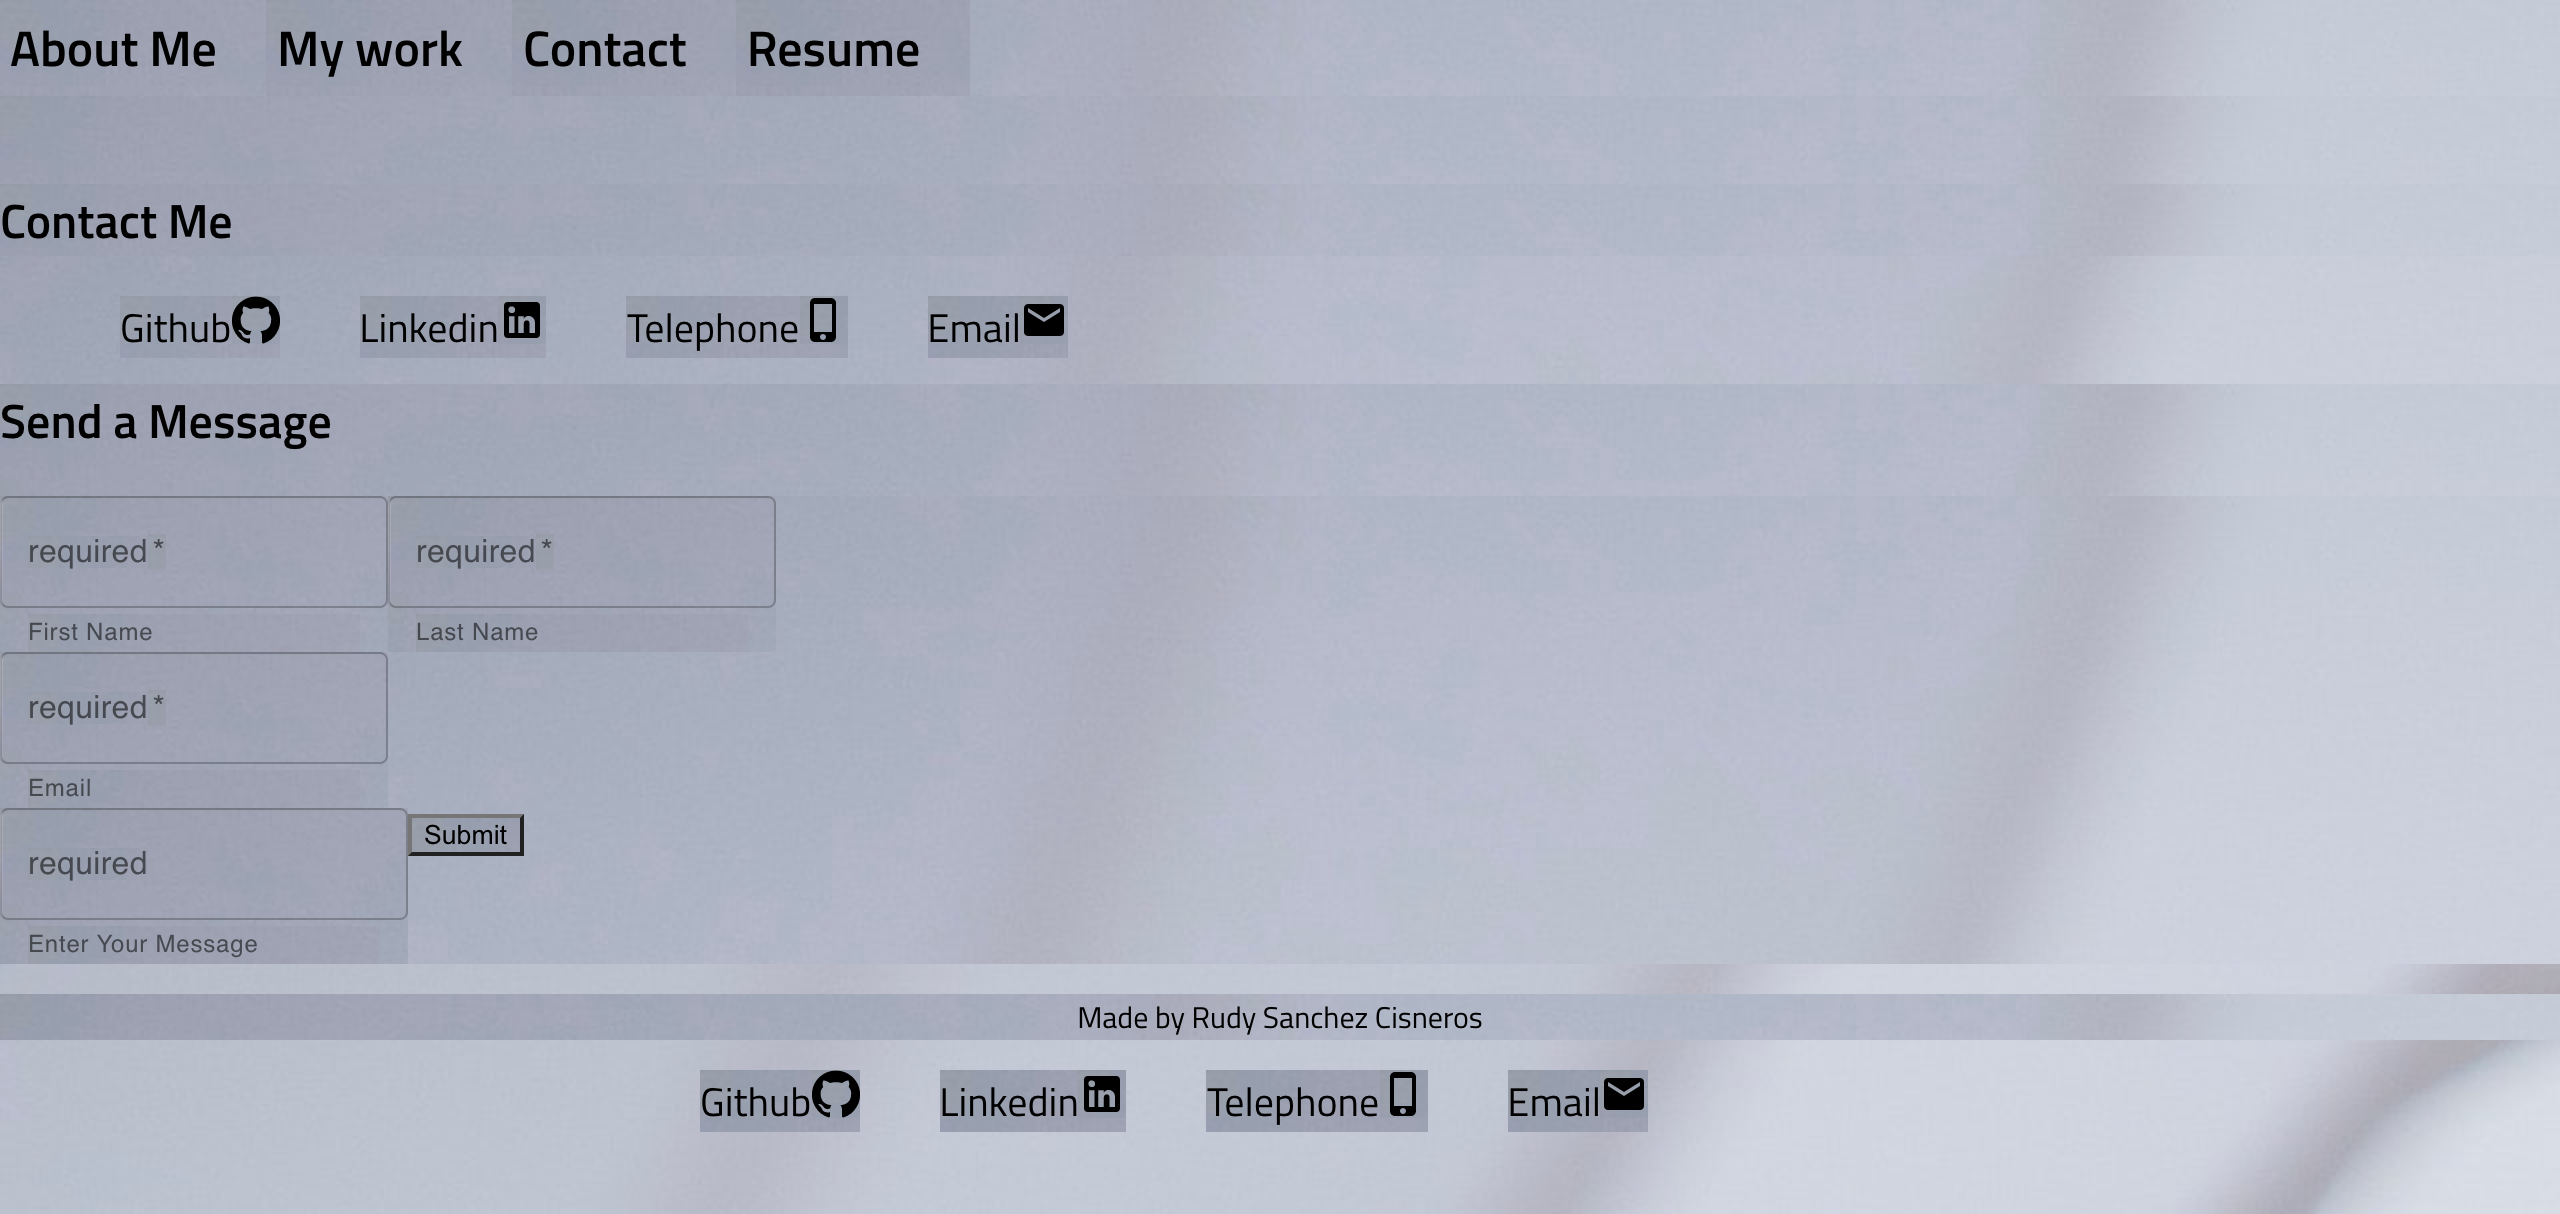 About Me My work Contact Resume
Contact Me
Github Linkedin Telephone Email
Send a Message
required * required *
First Name Last Name
required *
Email
required Submit
Enter Your Message
Made by Rudy Sanchez Cisneros
Github Linkedin Telephone Email